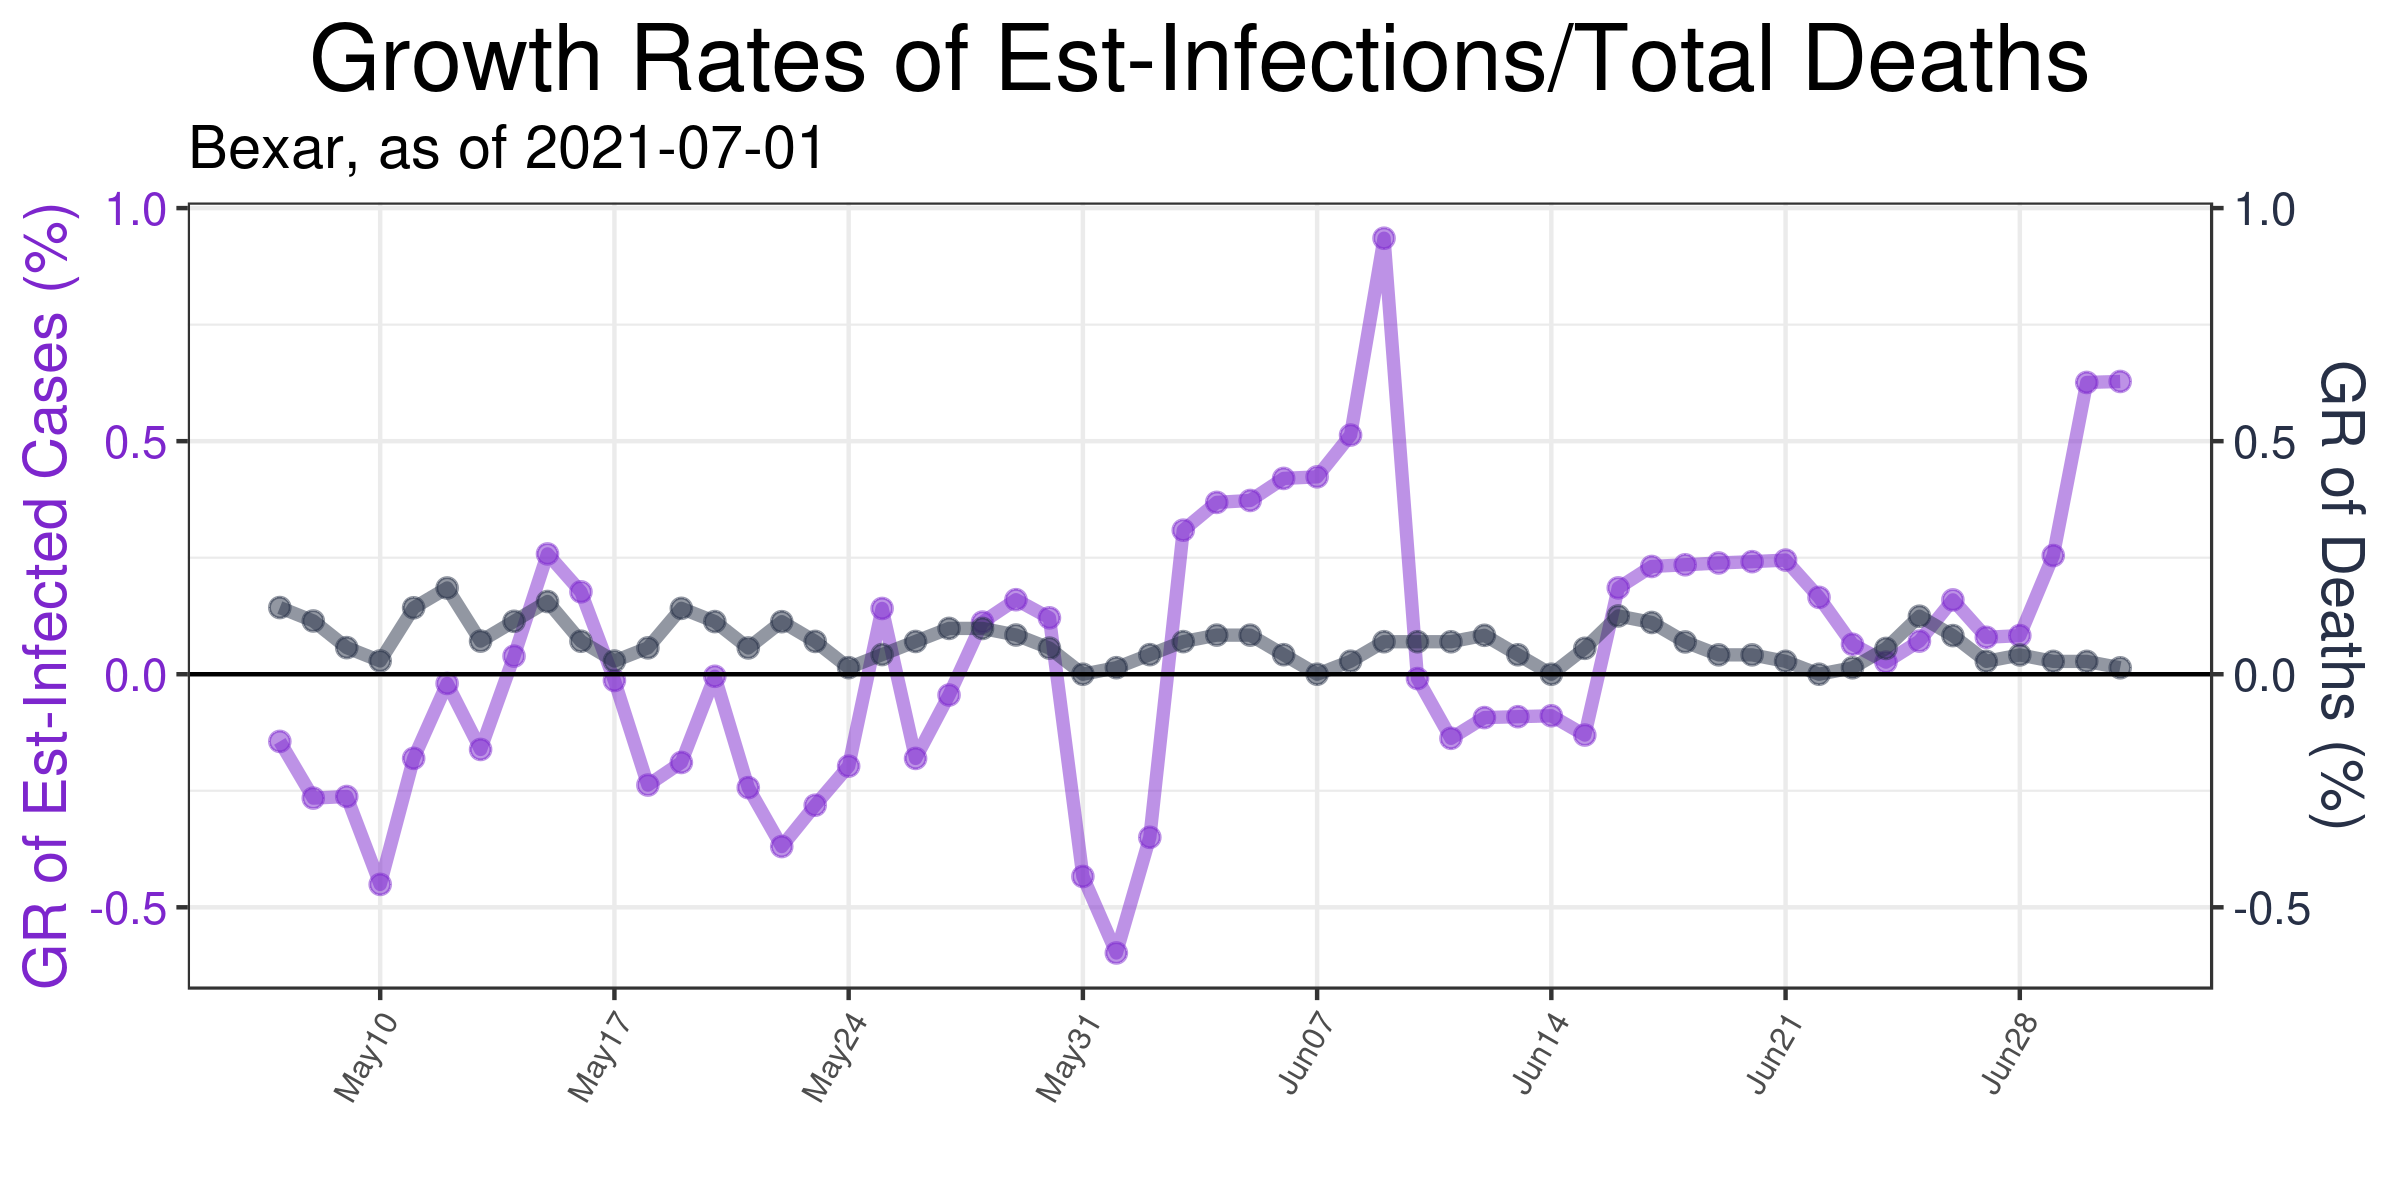 Growth Rates of Est-Infections/Total Deaths
Bexar, as of 2021-07-01
GR of Est-Infected Cases (%)
1.0
0.5
0.0
-0.5
1.0
0.5
0.0
-0.5
GR of Deaths (%)
May10
May17
May24
May31
Jun07
Jun14
Jun21
Jun28